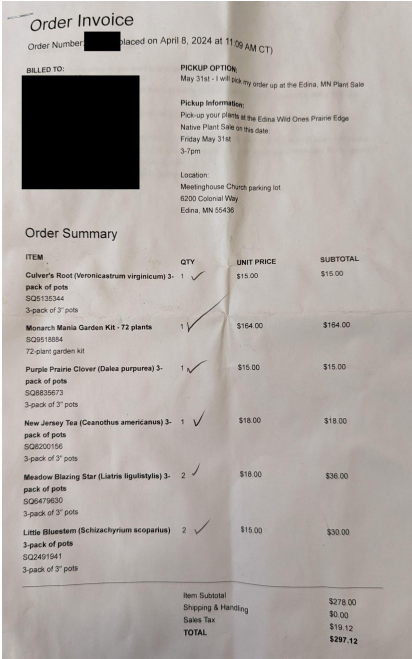 Order Invoice
Order Number: placed on April 8, 2024 at 11:09 AM CT)
BILLED TO:
PICKUP OPTION:
May 31st - I will pick my order up at the Edina, MN Plant Sale
Pickup Information:
Pick-up your plants at the Edina Wild Ones Prairie Edge
Native Plant Sale on this date:
Friday May 31st
3-7pm
Location:
Meetinghouse Church parking lot
6200 Colonial Way
Edina, MN 55436
Order Summary
ITEM QTY UNIT PRICE SUBTOTAL
Culver's Root (Veronicastrum virginicum) 3- 1 $15.00 $15.00
pack of pots
SQ5135344
3-pack of 3" pots
Monarch Mania Garden Kit - 72 plants 1 $164.00 $164.00
SQ9518884
72-plant garden kit
Purple Prairie Clover (Dalea purpurea) 3- 1 $15.00 $15.00
pack of pots
SQ8835673
3-pack of 3" pots
New Jersey Tea (Ceanothus americanus) 3- 1 $18.00 $18.00
pack of pots
SQ8200156
3-pack of 3" pots
Meadow Blazing Star (Liatris ligulistylis) 3- 2 $18.00 $36.00
pack of pots
SQ6479630
3-pack of 3" pots
Little Bluestem (Schizachyrium scoparius) 2 $15.00 $30.00
3-pack of pots
SQ2491941
3-pack of 3" pots
Item Subtotal $278.00
Shipping & Handling $0.00
Sales Tax $19.12
TOTAL $297.12